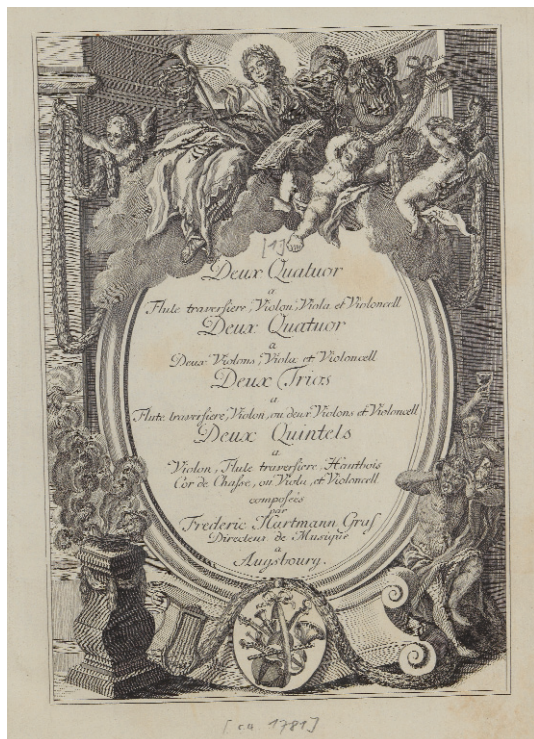 [1]
Deux Quatuor
a
Flute traversiere, Violon, Viola et Violoncell
Deux Quatuor
a
Deux Violons, Viola et Violoncell
Deux Trios
a
Flute traversiere, Violon, ou deux Violons et Violoncell
Deux Quintels
a
Violon, Flute traversiere, Hautbois
Cor de Chasse, ou Viola, et Violoncell
composées
par
Frederic Hartmann Graf
Directeur de Musique
a
Augsbourg.
[ca 1781]